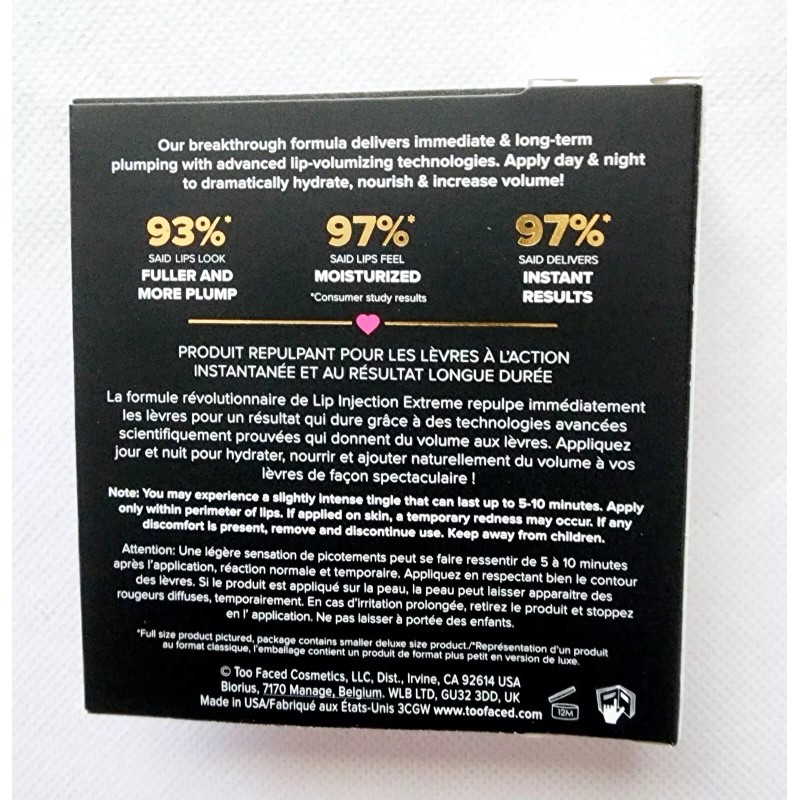 Our breakthrough formula delivers immediate & long-term
plumping with advanced lip-volumizing technologies. Apply day & night
to dramatically hydrate, nourish & increase volume!
93%* 97%* 97%*
SAID LIPS LOOK SAID LIPS FEEL SAID DELIVERS
FULLER AND MOISTURIZED INSTANT
MORE PLUMP *Consumer study results RESULTS
PRODUIT REPULPANT POUR LES LÈVRES À L'ACTION
INSTANTANÉE ET AU RÉSULTAT LONGUE DURÉE
La formule révolutionnaire de Lip Injection Extreme repulpe immédiatement
les lèvres pour un résultat qui dure grâce à des technologies avancées
scientifiquement prouvées qui donnent du volume aux lèvres. Appliquez
jour et nuit pour hydrater, nourrir et ajouter naturellement du volume à vos
lèvres de façon spectaculaire !
Note: You may experience a slightly intense tingle that can last up to 5-10 minutes. Apply
only within perimeter of lips. If applied on skin, a temporary redness may occur. If any
discomfort is present, remove and discontinue use. Keep away from children.
Attention: Une légère sensation de picotements peut se faire ressentir de 5 à 10 minutes
après l'application, réaction normale et temporaire. Appliquez en respectant bien le contour
des lèvres. Si le produit est appliqué sur la peau, la peau peut laisser apparaitre des
rougeurs diffuses, temporairement. En cas d'irritation prolongée, retirez le produit et stoppez
en l' application. Ne pas laisser à portée des enfants.
*Full size product pictured, package contains smaller deluxe size product./*Représentation d'un produit
au format classique, l'emballage contient un produit de format plus petit en version de luxe.
© Too Faced Cosmetics, LLC, Dist., Irvine, CA 92614 USA
Biorius, 7170 Manage, Belgium. WLB LTD, GU32 3DD, UK
Made in USA/Fabriqué aux États-Unis 3CGW www.toofaced.com
12M